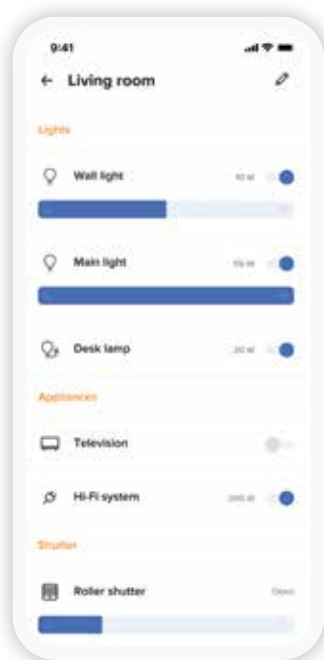 9:41
Living room
Lights
Wall light
Main light
Desk lamp
Appliances
Television
Hi-Fi system
Shutter
Roller shutter